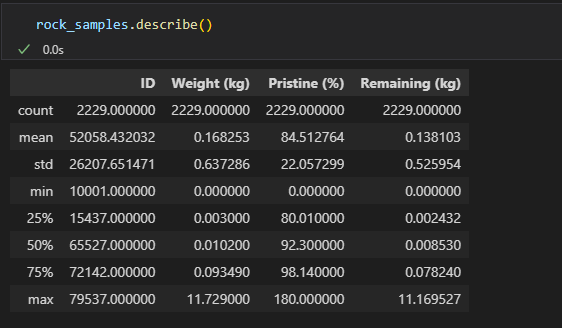 rock_samples.describe()
0.0s
ID Weight (kg) Pristine (%) Remaining (kg)
count 2229.000000 2229.000000 2229.000000 2229.000000
mean 52058.432032 0.168253 84.512764 0.138103
std 26207.651471 0.637286 22.057299 0.525954
min 10001.000000 0.000000 0.000000 0.000000
25% 15437.000000 0.003000 80.010000 0.002432
50% 65527.000000 0.010200 92.300000 0.008530
75% 72142.000000 0.093490 98.140000 0.078240
max 79537.000000 11.729000 180.000000 11.169527